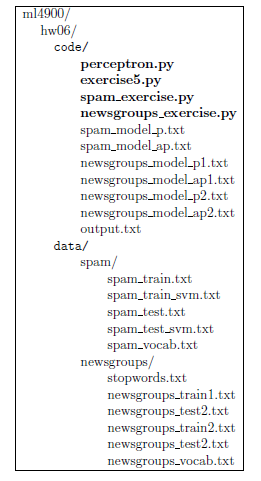 ml4900/
hw06/
code/
perceptron.py
exercise5.py
spam_exercise.py
newsgroups_exercise.py
spam_model_p.txt
spam_model_ap.txt
newsgroups_model_p1.txt
newsgroups_model_ap1.txt
newsgroups_model_p2.txt
newsgroups_model_ap2.txt
output.txt
data/
spam/
spam_train.txt
spam_train_svm.txt
spam_test.txt
spam_test_svm.txt
spam_vocab.txt
newsgroups/
stopwords.txt
newsgroups_train1.txt
newsgroups_test2.txt
newsgroups_train2.txt
newsgroups_test2.txt
newsgroups_vocab.txt